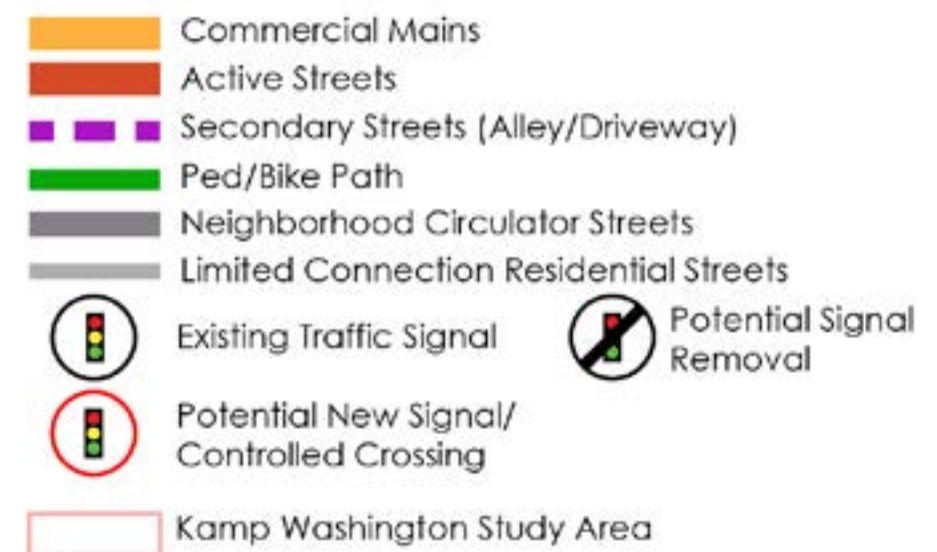 Commercial Mains
Active Streets
Secondary Streets (Alley/Driveway)
Ped/Bike Path
Neighborhood Circulator Streets
Limited Connection Residential Streets
Existing Traffic Signal
Potential Signal
Removal
Potential New Signal/
Controlled Crossing
Kamp Washington Study Area